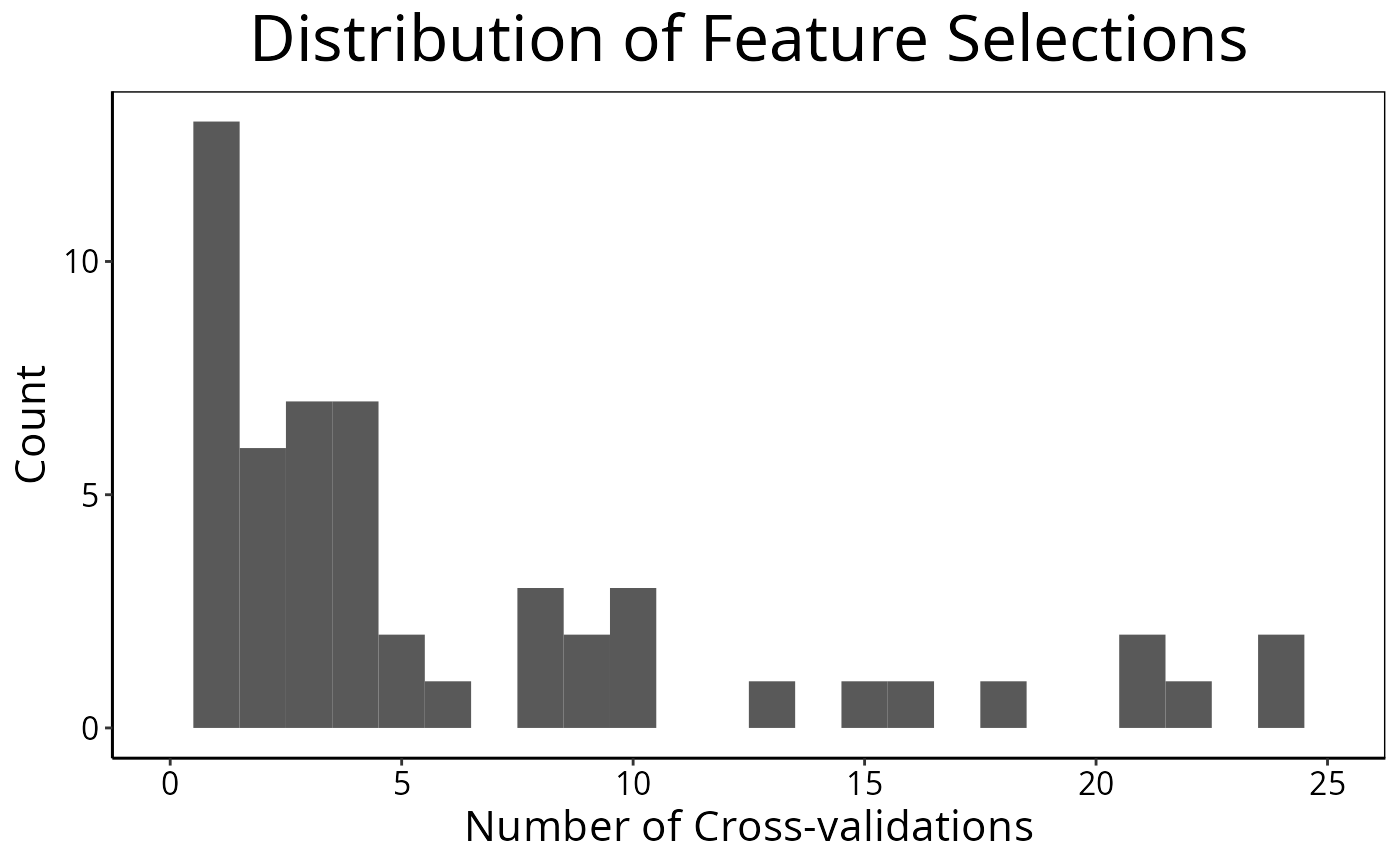 Distribution of Feature Selections
10
5
0
Count
0 5 10 15 20 25
Number of Cross-validations